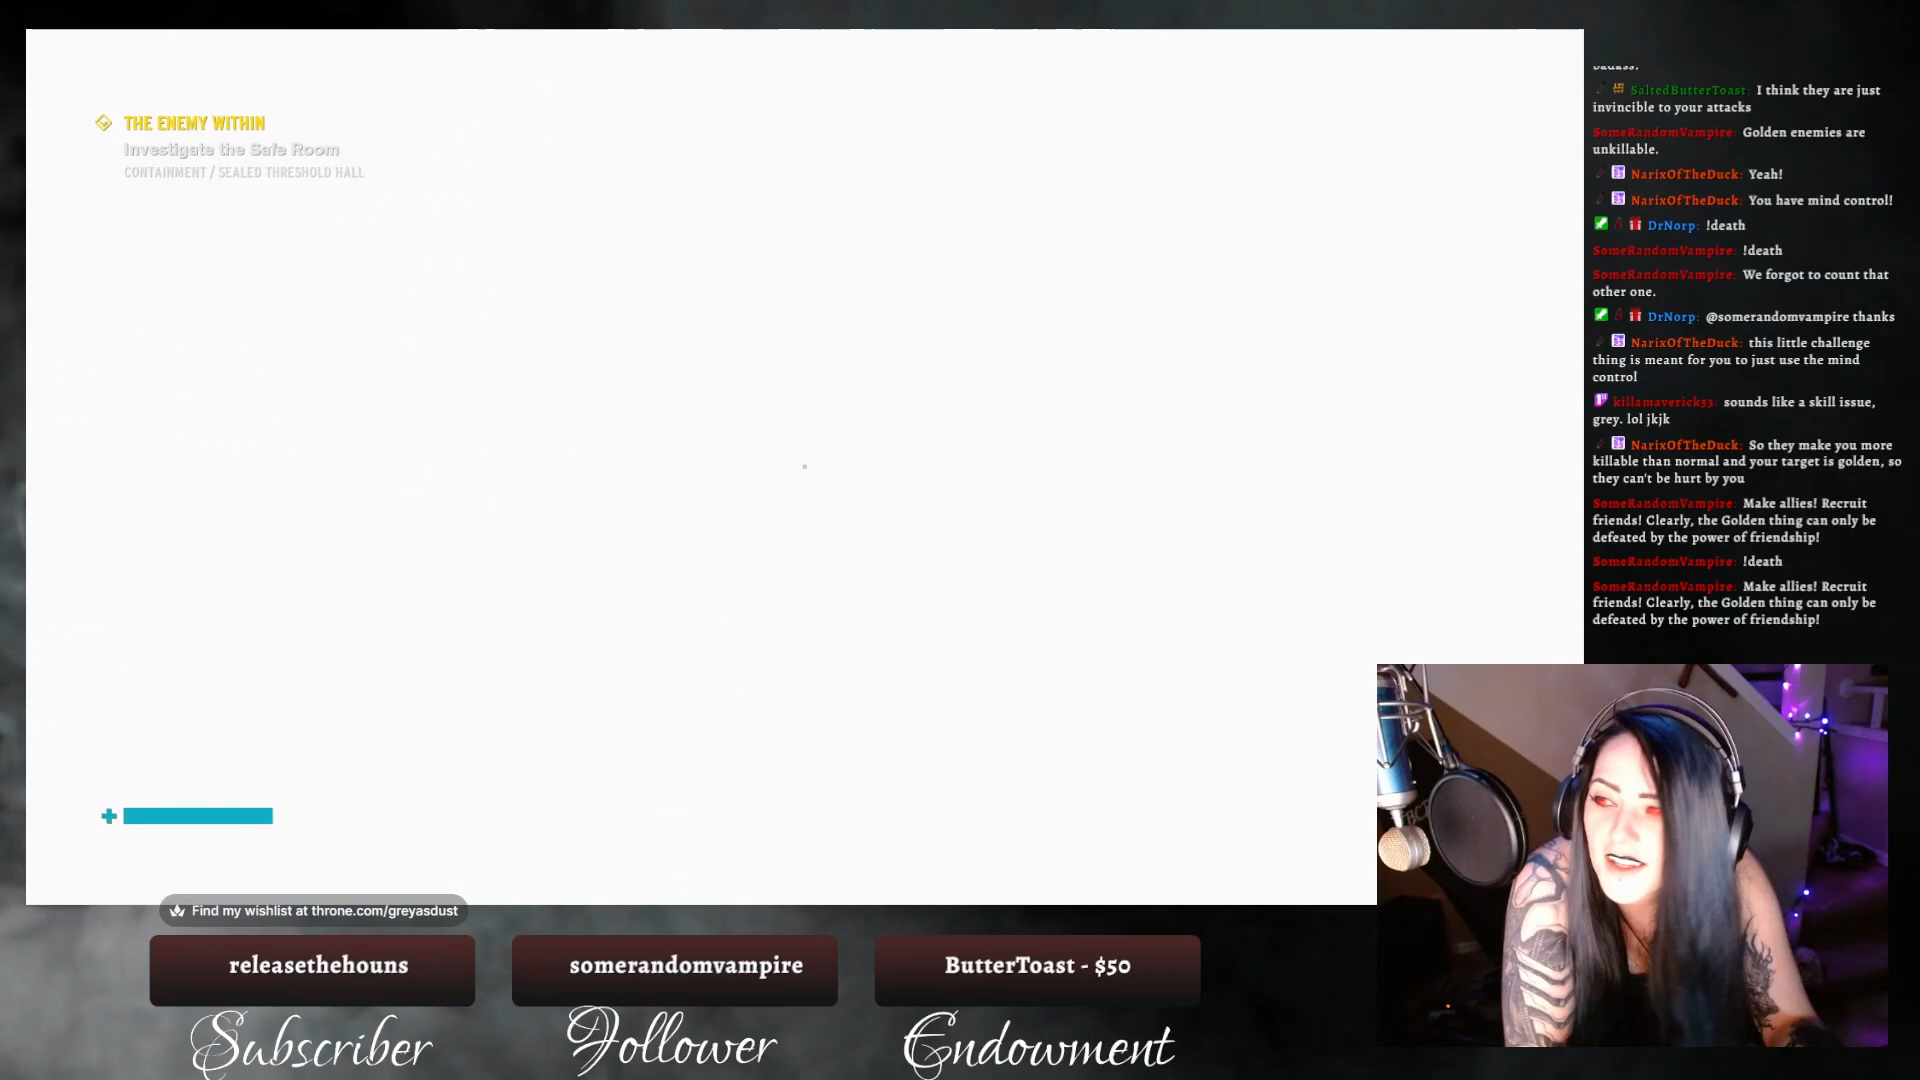 THE ENEMY WITHIN
Investigate the Safe Room
CONTAINMENT / SEALED THRESHOLD HALL
SaltedButterToast: I think they are just
invincible to your attacks
SomeRandomVampire: Golden enemies are
unkillable.
NarixOfTheDuck: Yeah!
NarixOfTheDuck: You have mind control!
DrNorp: !death
SomeRandomVampire: !death
SomeRandomVampire: We forgot to count that
other one.
DrNorp: @somerandomvampire thanks
NarixOfTheDuck: this little challenge
thing is meant for you to just use the mind
control
killamaverick53: sounds like a skill issue,
grey. lol jkjk
NarixOfTheDuck: So they make you more
killable than normal and your target is golden, so
they can't be hurt by you
SomeRandomVampire: Make allies! Recruit
friends! Clearly, the Golden thing can only be
defeated by the power of friendship!
SomeRandomVampire: !death
SomeRandomVampire: Make allies! Recruit
friends! Clearly, the Golden thing can only be
defeated by the power of friendship!
Find my wishlist at throne.com/greyasdust
releasethehouns
somerandomvampire
ButterToast - $50
Subscriber
Follower
Endowment